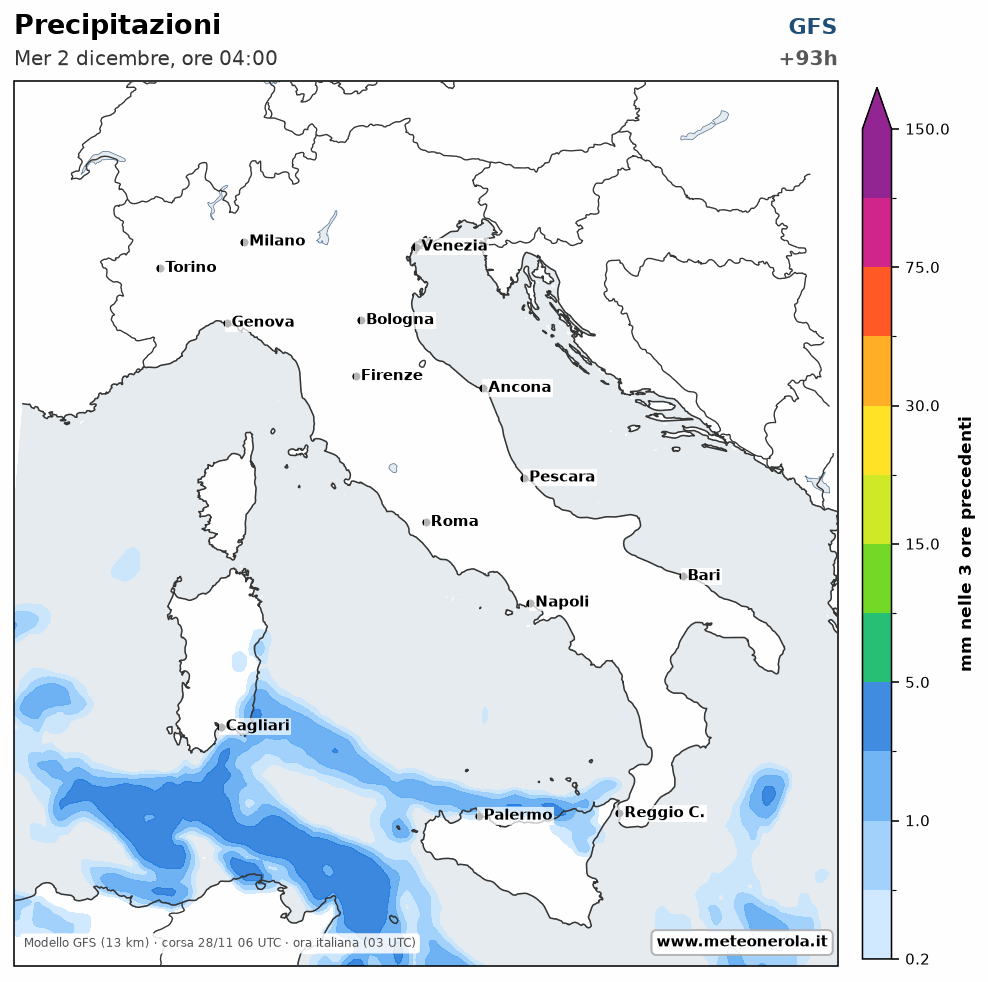 Precipitazioni
GFS
Mer 2 dicembre, ore 04:00
+93h
150.0
75.0
30.0
15.0
5.0
1.0
0.2
mm nelle 3 ore precedenti
Milano
Venezia
Torino
Genova
Bologna
Firenze
Ancona
Pescara
Roma
Bari
Napoli
Cagliari
Palermo
Reggio C.
Modello GFS (13 km) · corsa 28/11 06 UTC · ora italiana (03 UTC)
www.meteonerola.it